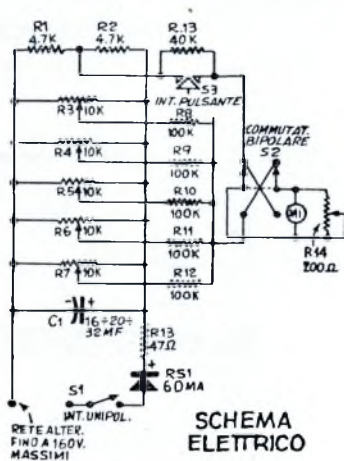 R1
4.7K
R2
4.7K
R.13
40K
S3
INT. PULSANTE
R3
10K
R8
100K
R4
10K
R9
100K
R5
10K
R10
100K
R6
10K
R11
100K
R7
10K
R12
100K
COMMUTAT.
BIPOLARE
S2
M1
R14
200Ω
- +
C1
16÷20÷
32MF
R13
47Ω
+
RS1
60MA
S1
INT. UNIPOL.
RETE ALTER.
FINO A 160V.
MASSIMI
SCHEMA
ELETTRICO